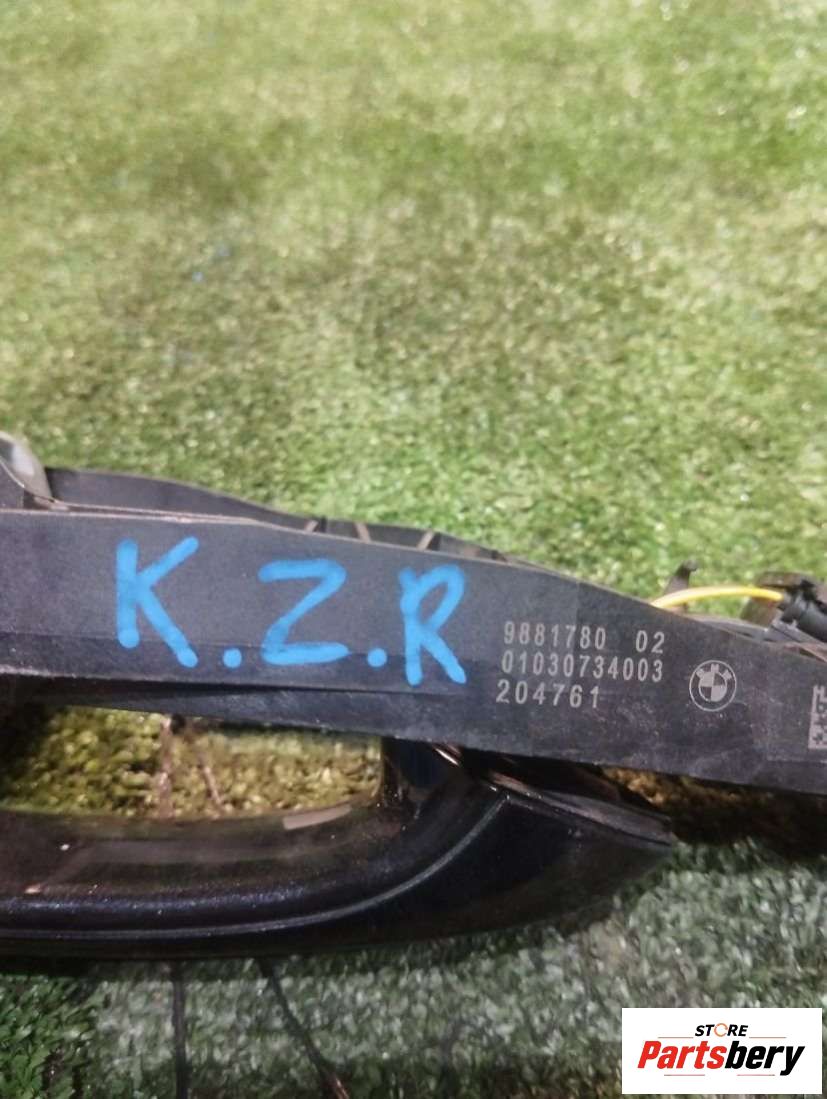 K.Z.R
9881780 02
01030734003
204761
STORE
Partsbery